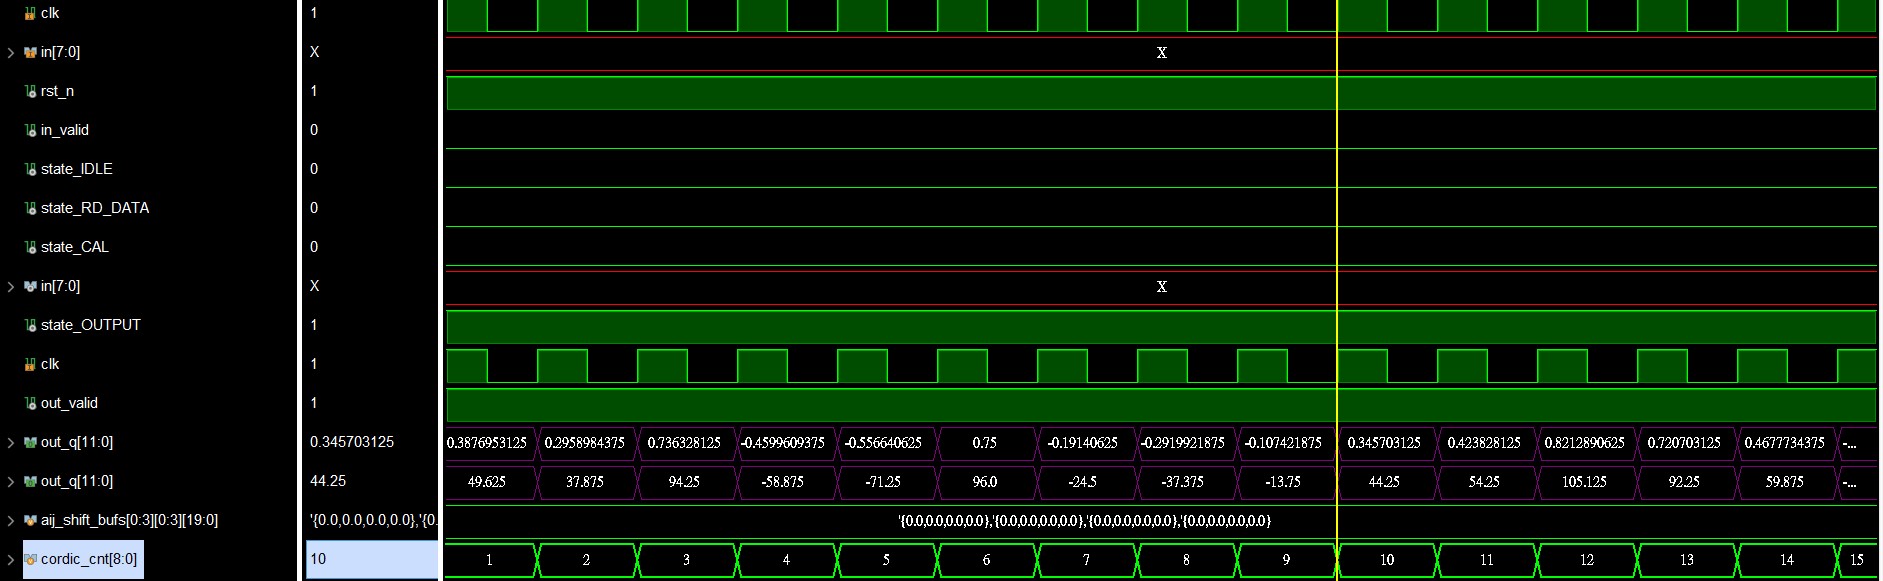 clk 1
in[7:0] X X
rst_n 1
in_valid 0
state_IDLE 0
state_RD_DATA 0
state_CAL 0
in[7:0] X X
state_OUTPUT 1
clk 1
out_valid 1
out_q[11:0] 0.345703125 0.3876953125 0.2958984375 0.736328125 -0.4599609375 -0.556640625 0.75 -0.19140625 -0.2919921875 -0.107421875 0.345703125 0.423828125 0.8212890625 0.720703125 0.4677734375 -...
out_q[11:0] 44.25 49.625 37.875 94.25 -58.875 -71.25 96.0 -24.5 -37.375 -13.75 44.25 54.25 105.125 92.25 59.875 -...
aij_shift_bufs[0:3][0:3][19:0] '{0.0,0.0,0.0,0.0},'{0. '{0.0,0.0,0.0,0.0},'{0.0,0.0,0.0,0.0},'{0.0,0.0,0.0,0.0},'{0.0,0.0,0.0,0.0}
cordic_cnt[8:0] 10 1 2 3 4 5 6 7 8 9 10 11 12 13 14 15